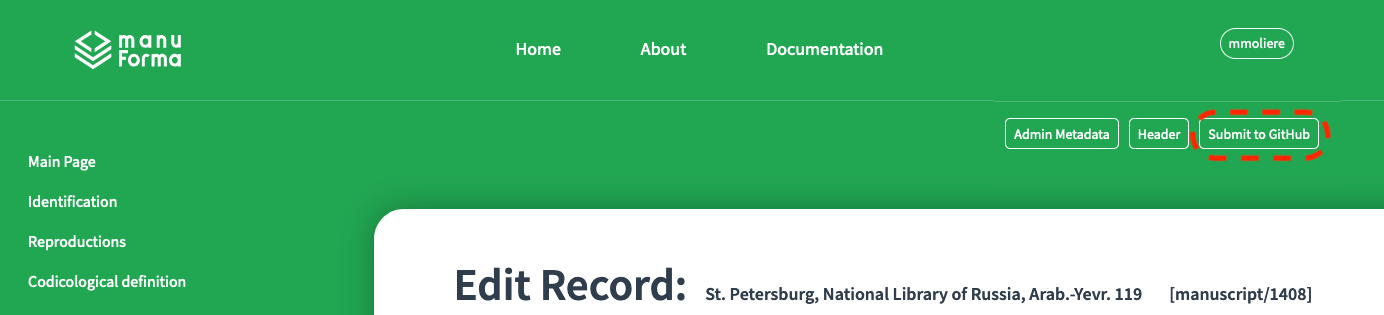 manu
Forma
Home About Documentation
mmoliere
Admin Metadata Header Submit to GitHub
Main Page
Identification
Reproductions
Codicological definition
Edit Record: St. Petersburg, National Library of Russia, Arab.-Yevr. 119 [manuscript/1408]